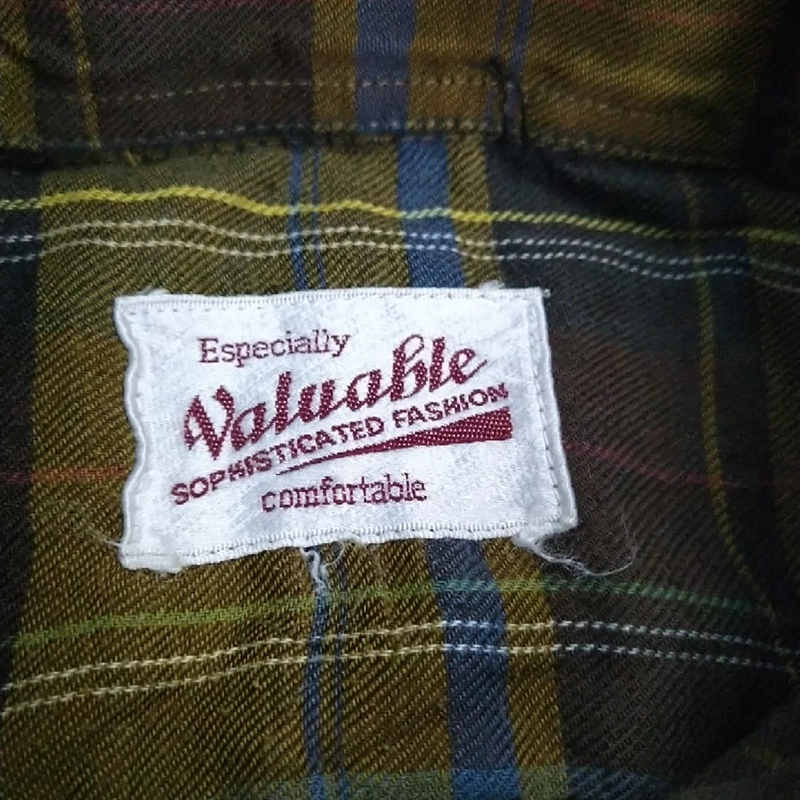 Especially
Valuable
SOPHISTICATED FASHION
comfortable